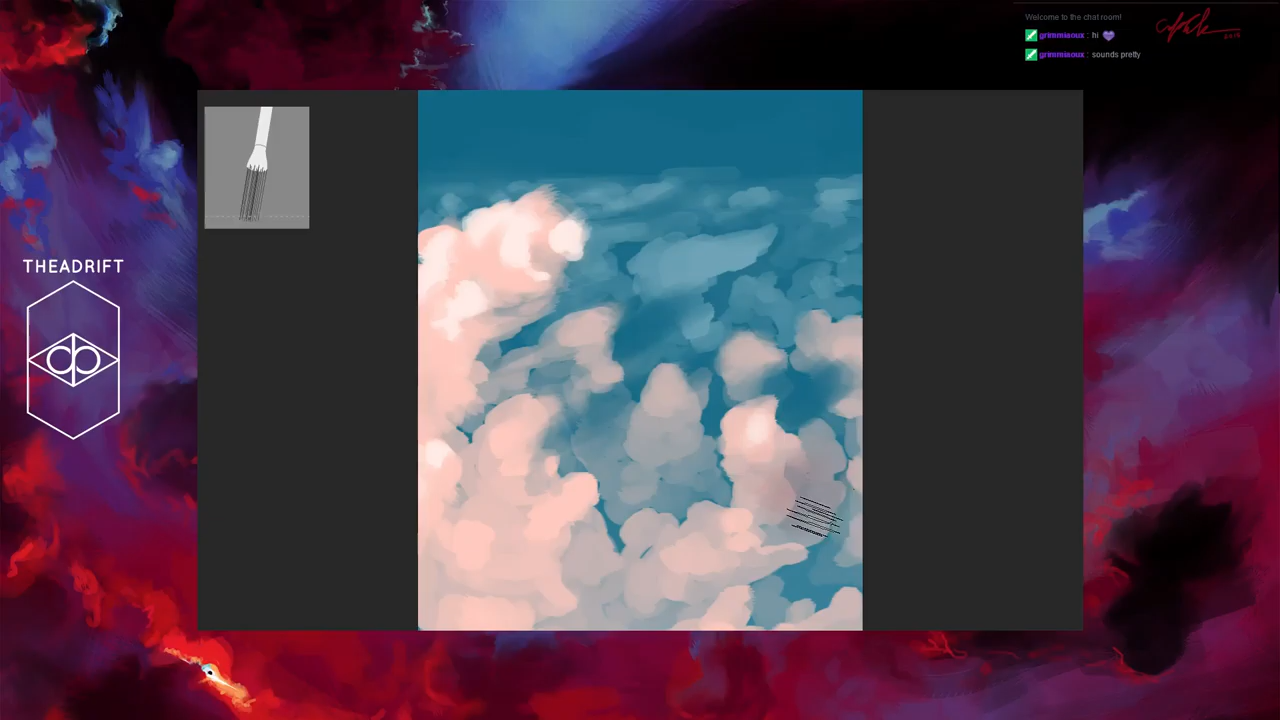 Welcome to the chat room!
grimmiaoux : hi 💜
grimmiaoux : sounds pretty
THEADRIFT